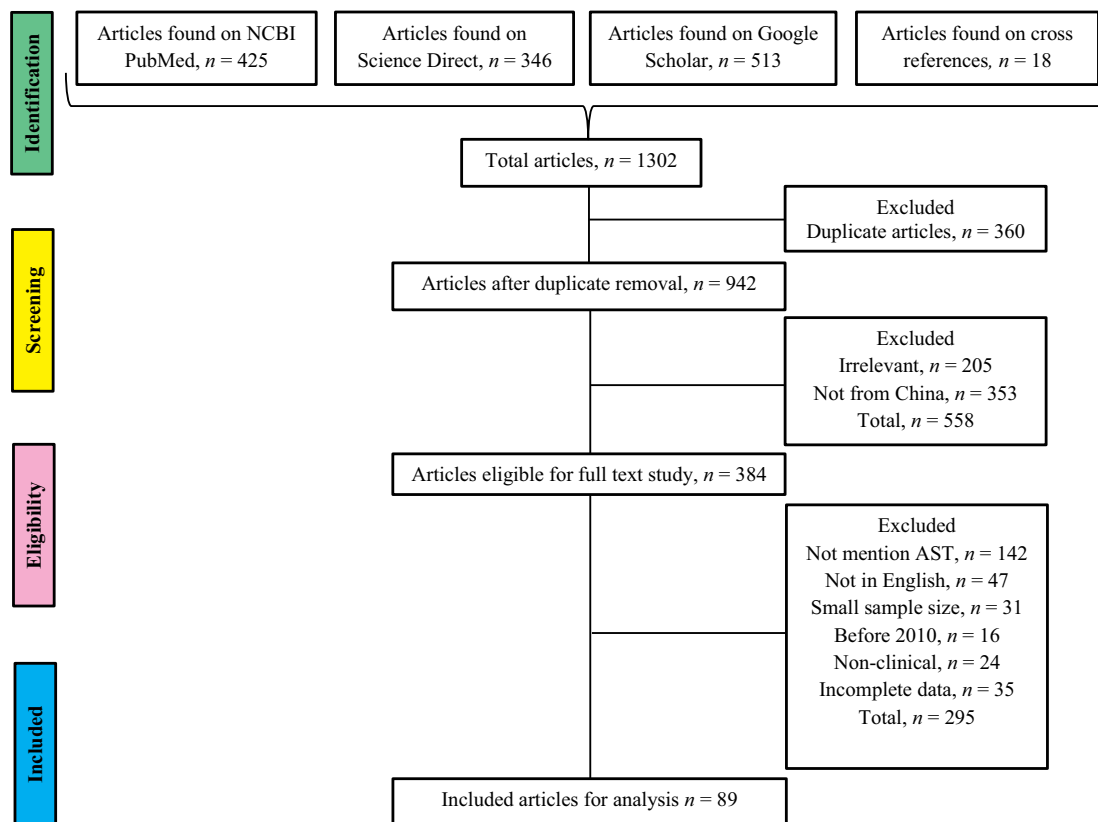 Identification
Articles found on NCBI
PubMed, n = 425
Articles found on
Science Direct, n = 346
Articles found on Google
Scholar, n = 513
Articles found on cross
references, n = 18
Total articles, n = 1302
Excluded
Duplicate articles, n = 360
Screening
Articles after duplicate removal, n = 942
Excluded
Irrelevant, n = 205
Not from China, n = 353
Total, n = 558
Eligibility
Articles eligible for full text study, n = 384
Excluded
Not mention AST, n = 142
Not in English, n = 47
Small sample size, n = 31
Before 2010, n = 16
Non-clinical, n = 24
Incomplete data, n = 35
Total, n = 295
Included
Included articles for analysis n = 89